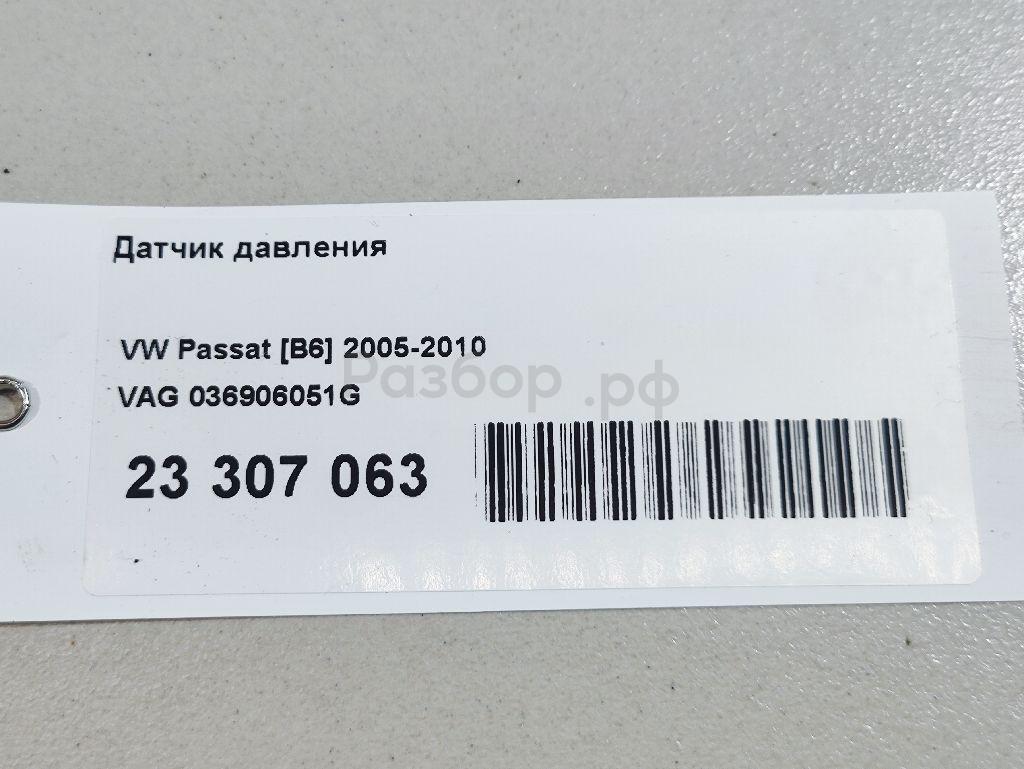 Датчик давления
VW Passat [B6] 2005-2010
Разбор.рф
VAG 036906051G
23 307 063